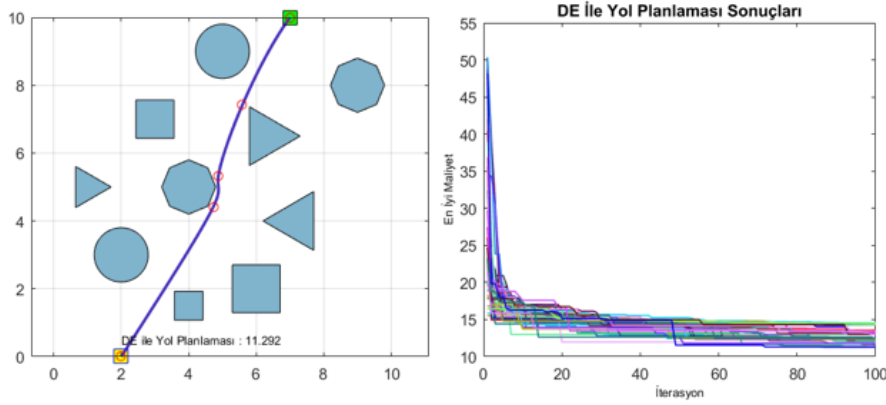 10
8
6
4
2
0
DE ile Yol Planlaması : 11.292
0 2 4 6 8 10
DE İle Yol Planlaması Sonuçları
55
50
45
40
35
30
25
20
15
10
En İyi Maliyet
0 20 40 60 80 100
İterasyon